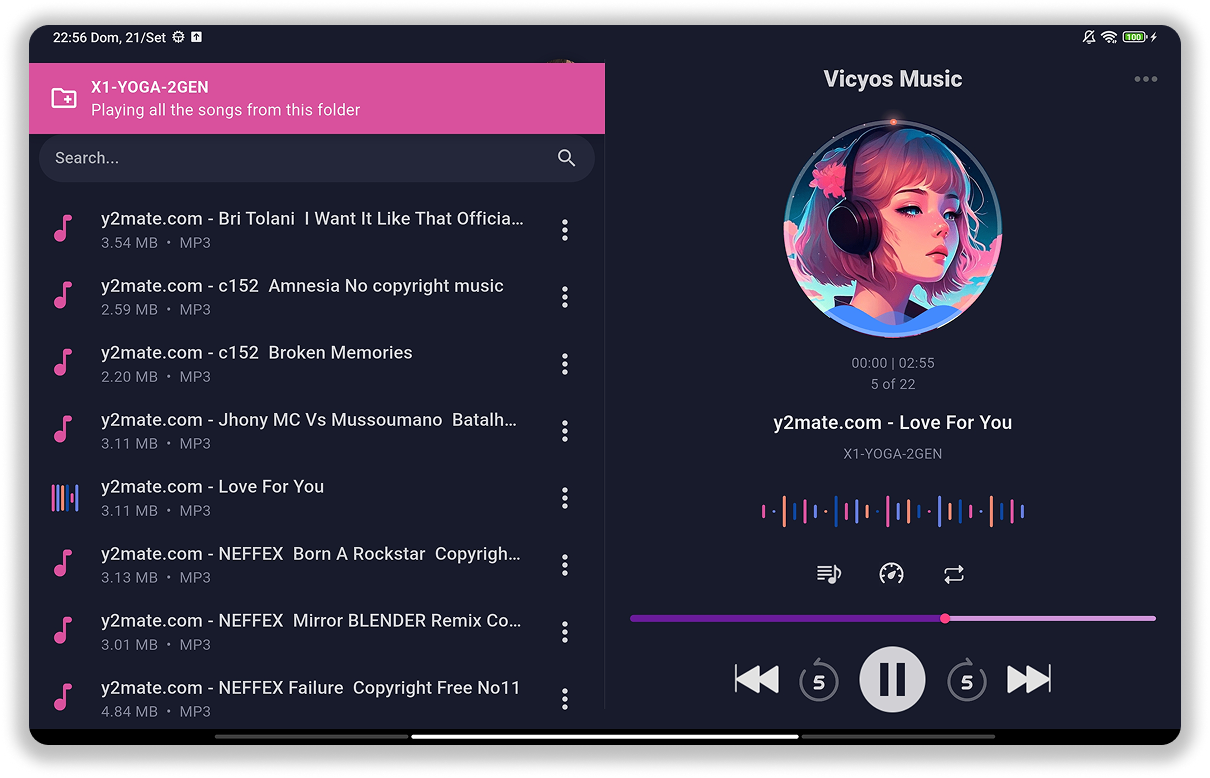 22:56 Dom, 21/Set
100
X1-YOGA-2GEN
Playing all the songs from this folder
Search...
y2mate.com - Bri Tolani I Want It Like That Officia...
3.54 MB • MP3
y2mate.com - c152 Amnesia No copyright music
2.59 MB • MP3
y2mate.com - c152 Broken Memories
2.20 MB • MP3
y2mate.com - Jhony MC Vs Mussoumano Batalh...
3.11 MB • MP3
y2mate.com - Love For You
3.11 MB • MP3
y2mate.com - NEFFEX Born A Rockstar Copyrigh...
3.13 MB • MP3
y2mate.com - NEFFEX Mirror BLENDER Remix Co...
3.01 MB • MP3
y2mate.com - NEFFEX Failure Copyright Free No11
4.84 MB • MP3
Vicyos Music
00:00 | 02:55
5 of 22
y2mate.com - Love For You
X1-YOGA-2GEN
5
5